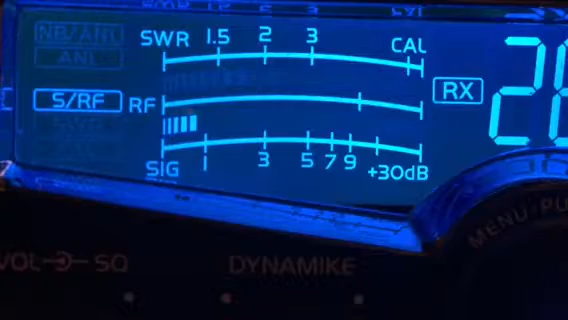 NB/ANL
SWR 1.5 2 3 CAL
ANL
S/RF RF RX 26
SIG 1 3 5 7 9 +30dB
MENU
VOL SQ DYNAMIKE